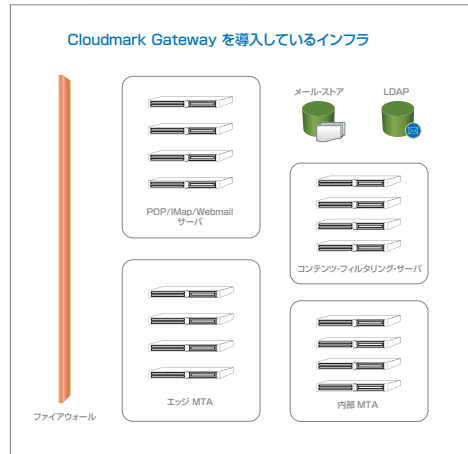 Cloudmark Gateway を導入しているインフラ
メール・ストア
LDAP
POP/IMap/Webmail
サーバ
コンテンツ・フィルタリング・サーバ
エッジ MTA
内部 MTA
ファイアウォール